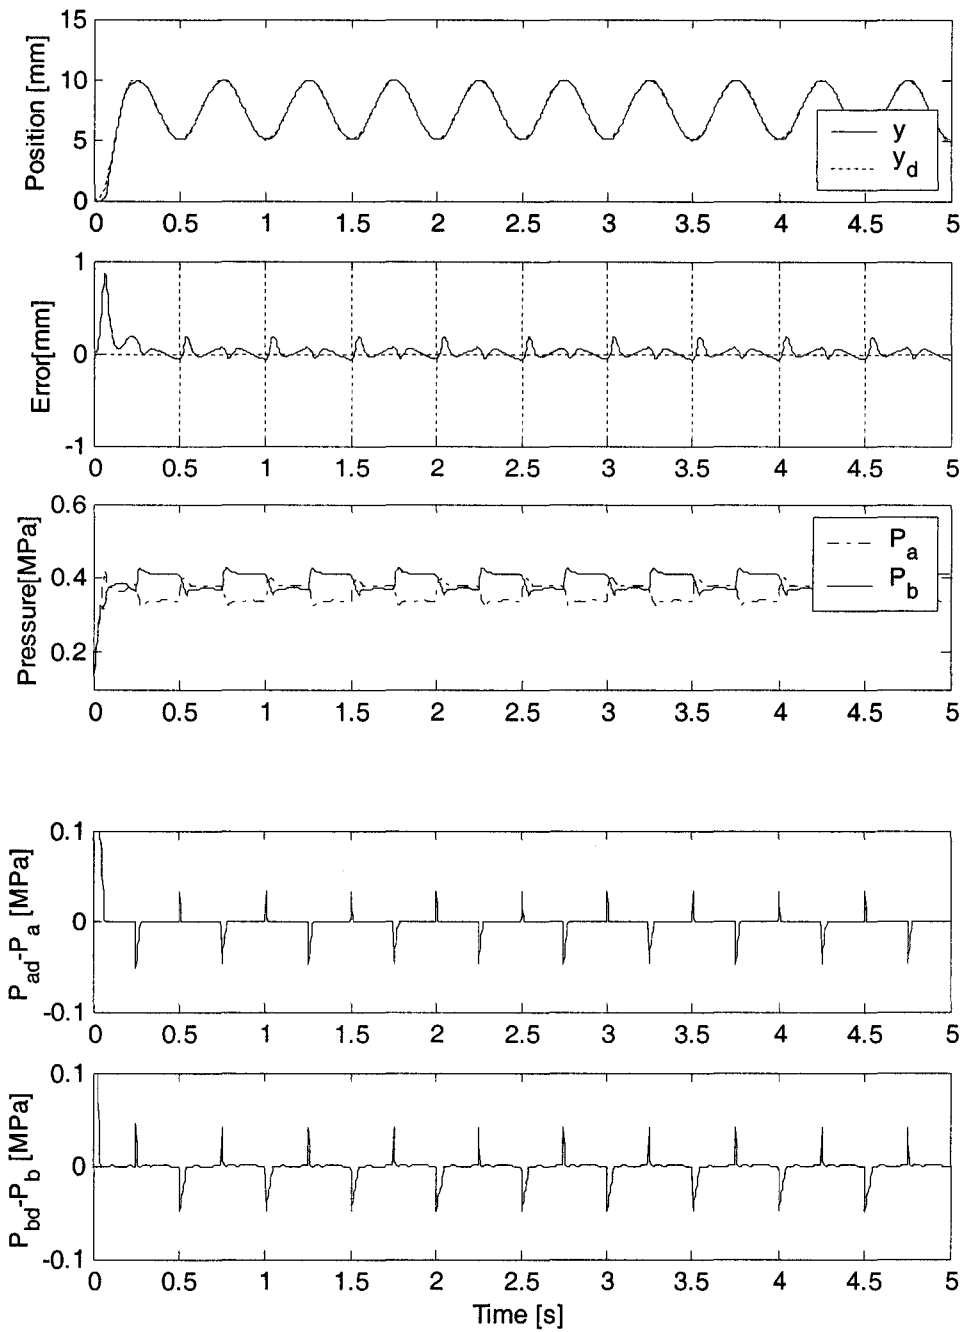 15
10
5
0
Position [mm]
y
y_d
0 0.5 1 1.5 2 2.5 3 3.5 4 4.5 5
1
0
-1
Error[mm]
0 0.5 1 1.5 2 2.5 3 3.5 4 4.5 5
0.6
0.4
0.2
Pressure[MPa]
P_a
P_b
0 0.5 1 1.5 2 2.5 3 3.5 4 4.5 5
0.1
0
-0.1
P_ad-P_a [MPa]
0 0.5 1 1.5 2 2.5 3 3.5 4 4.5 5
0.1
0
-0.1
P_bd-P_b [MPa]
0 0.5 1 1.5 2 2.5 3 3.5 4 4.5 5
Time [s]